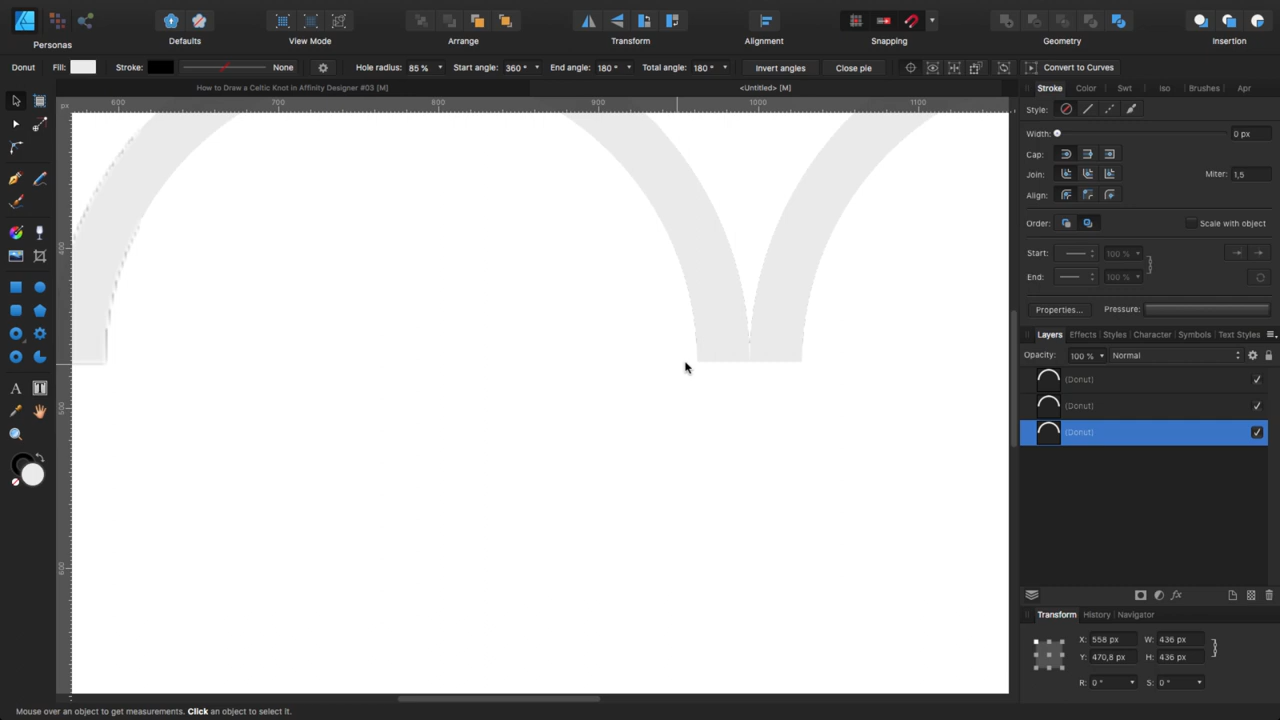 Personas
Defaults
View Mode
Arrange
Transform
Alignment
Snapping
Geometry
Insertion
Donut
Fill:
Stroke:
None
Hole radius: 85 %
Start angle: 360°
End angle: 180°
Total angle: 180°
Invert angles
Close pie
Convert to Curves
How to Draw a Celtic Knot in Affinity Designer #03 [M]
<Untitled> [M]
px
600
700
800
900
1000
1100
400
500
600
Stroke
Color
Swt
Iso
Brushes
Apr
Style:
Width:
0 px
Cap:
Join:
Miter: 1,5
Align:
Order:
Scale with object
Start:
100 %
End:
100 %
Properties...
Pressure:
Layers
Effects
Styles
Character
Symbols
Text Styles
Opacity: 100 %
Normal
(Donut)
(Donut)
(Donut)
Transform
History
Navigator
X: 558 px
W: 436 px
Y: 470,8 px
H: 436 px
R: 0 °
S: 0 °
Mouse over an object to get measurements. Click an object to select it.